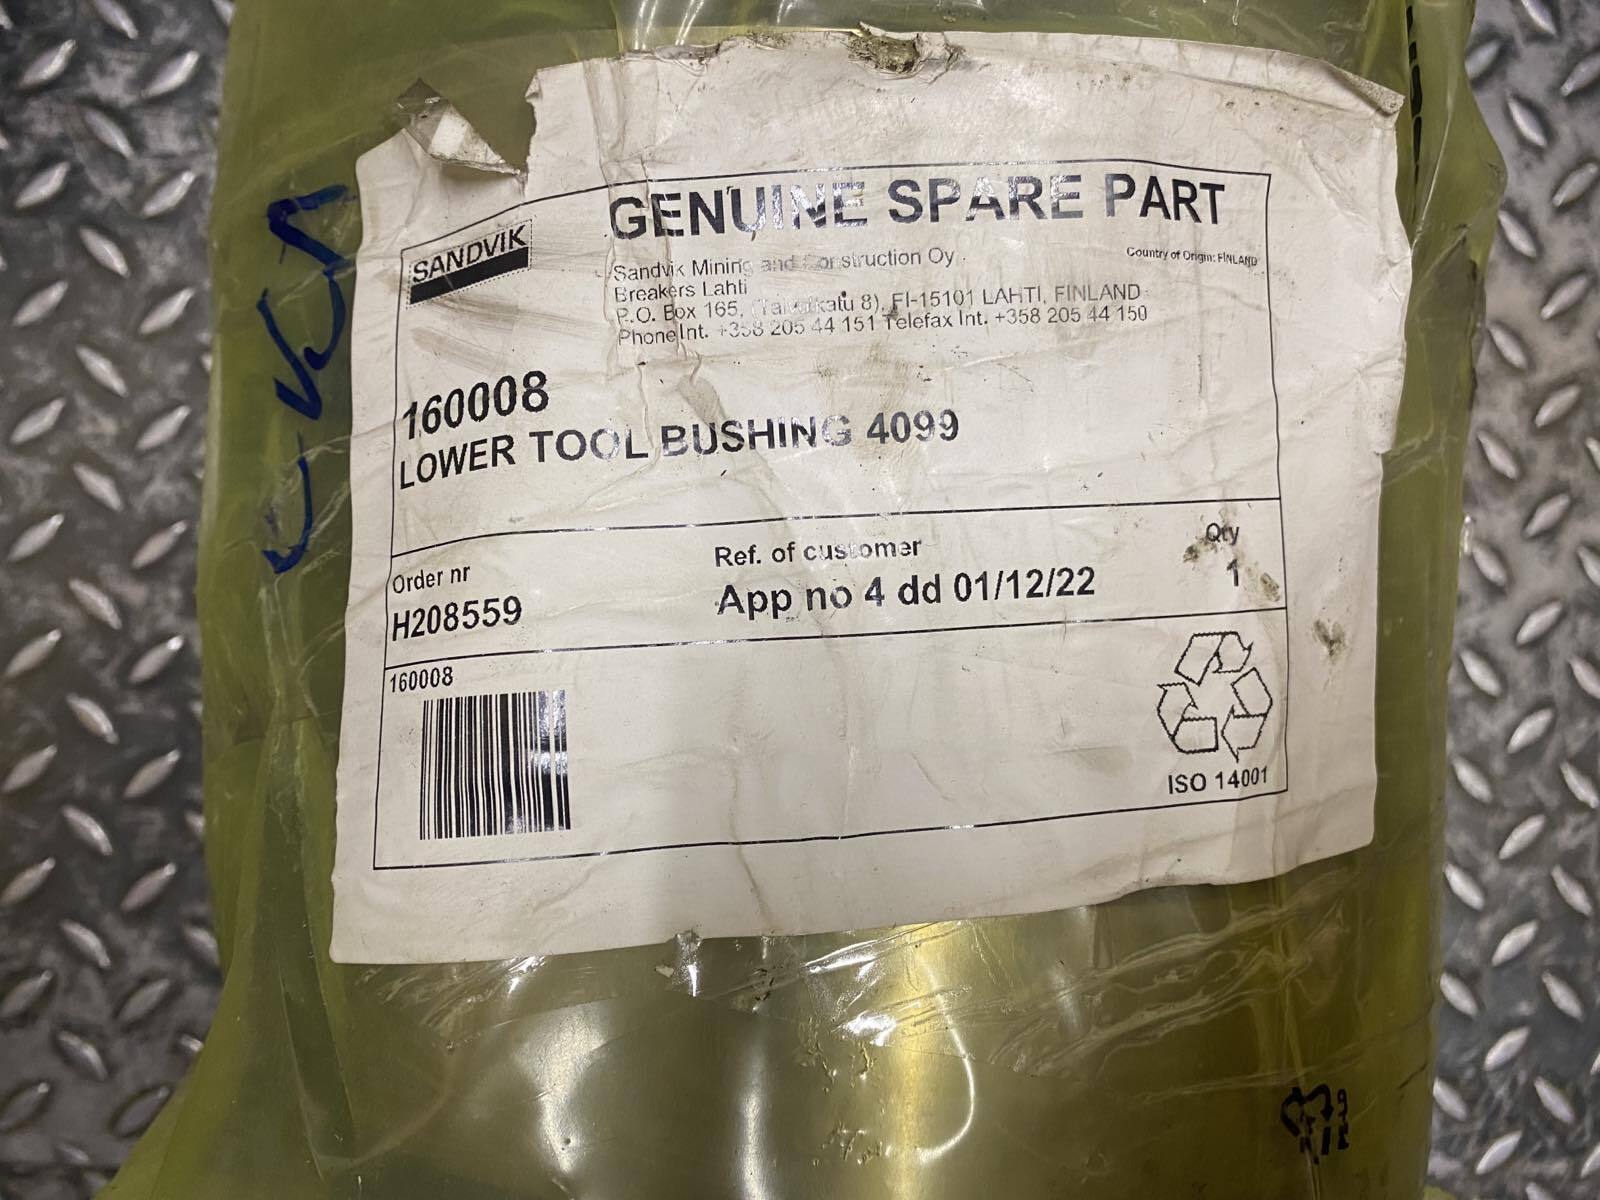 GENUINE SPARE PART
SANDVIK
Sandvik Mining and Construction Oy
Country of Origin: FINLAND
Breakers Lahti
P.O. Box 165, (Taivalkatu 8), FI-15101 LAHTI, FINLAND
Phone Int. +358 205 44 151 Telefax Int. +358 205 44 150
160008
LOWER TOOL BUSHING 4099
Order nr
H208559
Ref. of customer
App no 4 dd 01/12/22
Qty
1
160008
ISO 14001